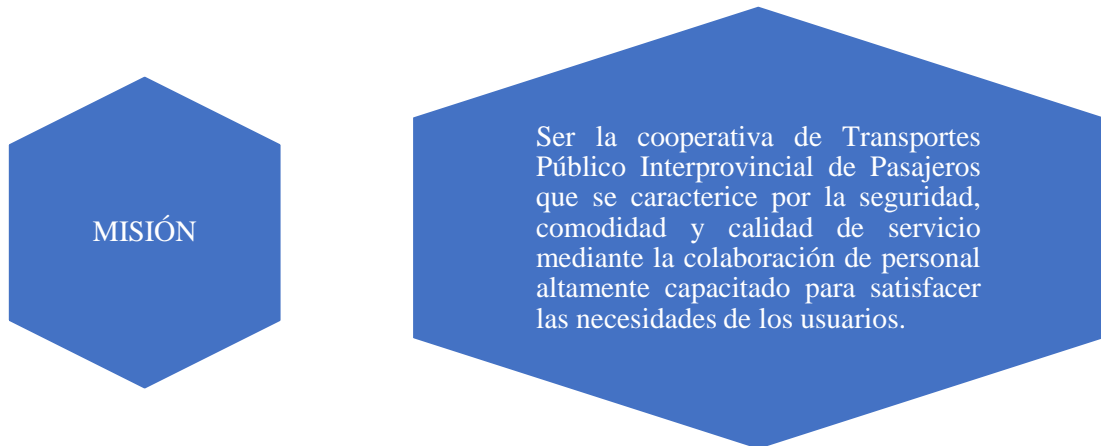 MISIÓN
Ser la cooperativa de Transportes
Público Interprovincial de Pasajeros
que se caracterice por la seguridad,
comodidad y calidad de servicio
mediante la colaboración de personal
altamente capacitado para satisfacer
las necesidades de los usuarios.